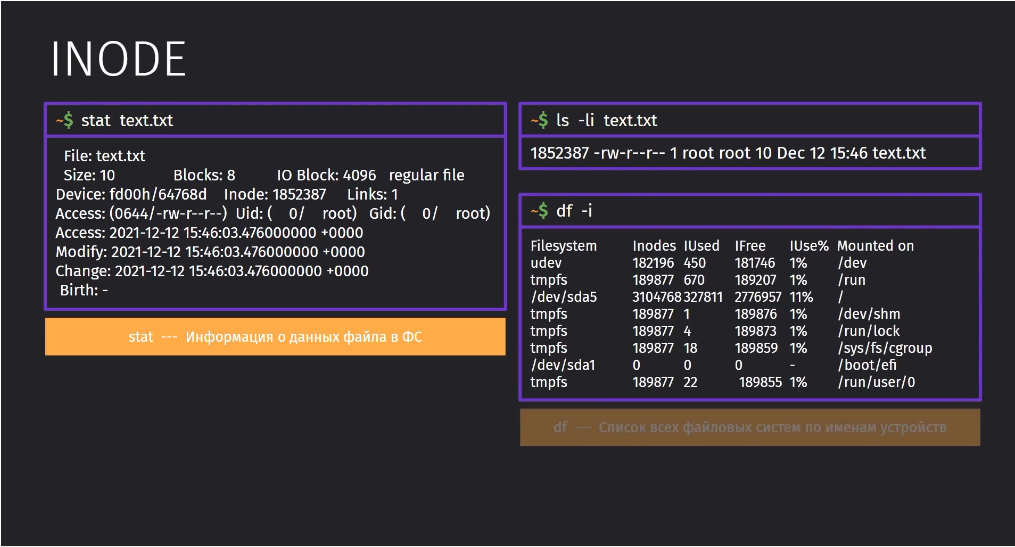 INODE
~$ stat text.txt
File: text.txt
Size: 10 Blocks: 8 IO Block: 4096 regular file
Device: fd00h/64768d Inode: 1852387 Links: 1
Access: (0644/-rw-r--r--) Uid: ( 0/ root) Gid: ( 0/ root)
Access: 2021-12-12 15:46:03.476000000 +0000
Modify: 2021-12-12 15:46:03.476000000 +0000
Change: 2021-12-12 15:46:03.476000000 +0000
Birth: -
stat --- Информация о данных файла в ФС
~$ ls -li text.txt
1852387 -rw-r--r-- 1 root root 10 Dec 12 15:46 text.txt
~$ df -i
Filesystem Inodes IUsed IFree IUse% Mounted on
udev 182196 450 181746 1% /dev
tmpfs 189877 670 189207 1% /run
/dev/sda5 3104768 327811 2776957 11% /
tmpfs 189877 1 189876 1% /dev/shm
tmpfs 189877 4 189873 1% /run/lock
tmpfs 189877 18 189859 1% /sys/fs/cgroup
/dev/sda1 0 0 0 - /boot/efi
tmpfs 189877 22 189855 1% /run/user/0
df --- Список всех файловых систем по именам устройств